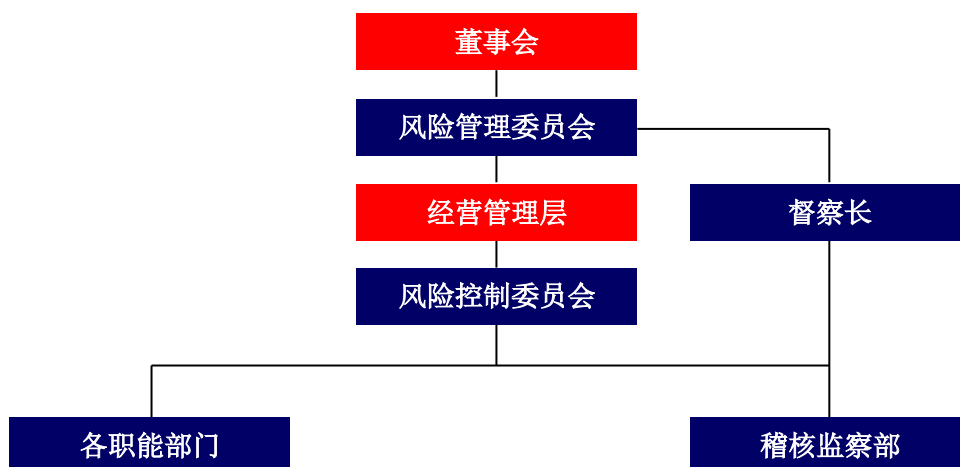 董事会
风险管理委员会
经营管理层
督察长
风险控制委员会
各职能部门
稽核监察部